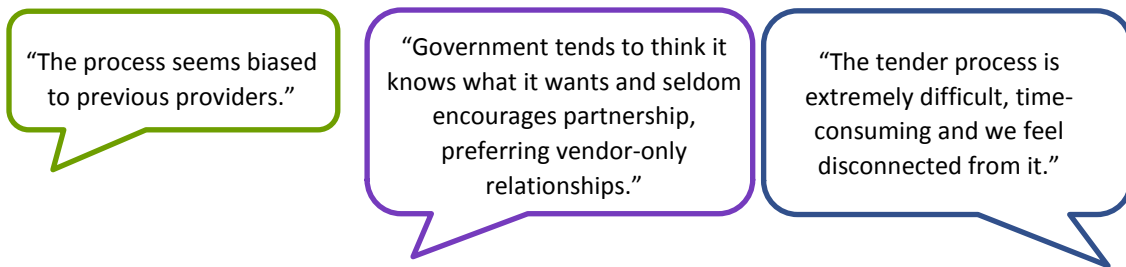 “The process seems biased
to previous providers.”
“Government tends to think it
knows what it wants and seldom
encourages partnership,
preferring vendor-only
relationships.”
“The tender process is
extremely difficult, time-
consuming and we feel
disconnected from it.”